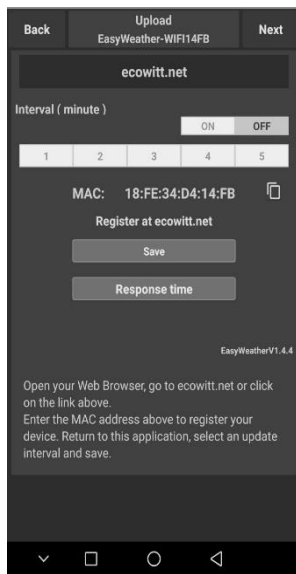 Back Upload Next
EasyWeather-WIFI14FB
ecowitt.net
Interval ( minute )
ON OFF
1 2 3 4 5
MAC: 18:FE:34:D4:14:FB
Register at ecowitt.net
Save
Response time
EasyWeatherV1.4.4
Open your Web Browser, go to ecowitt.net or click
on the link above.
Enter the MAC address above to register your
device. Return to this application, select an update
interval and save.